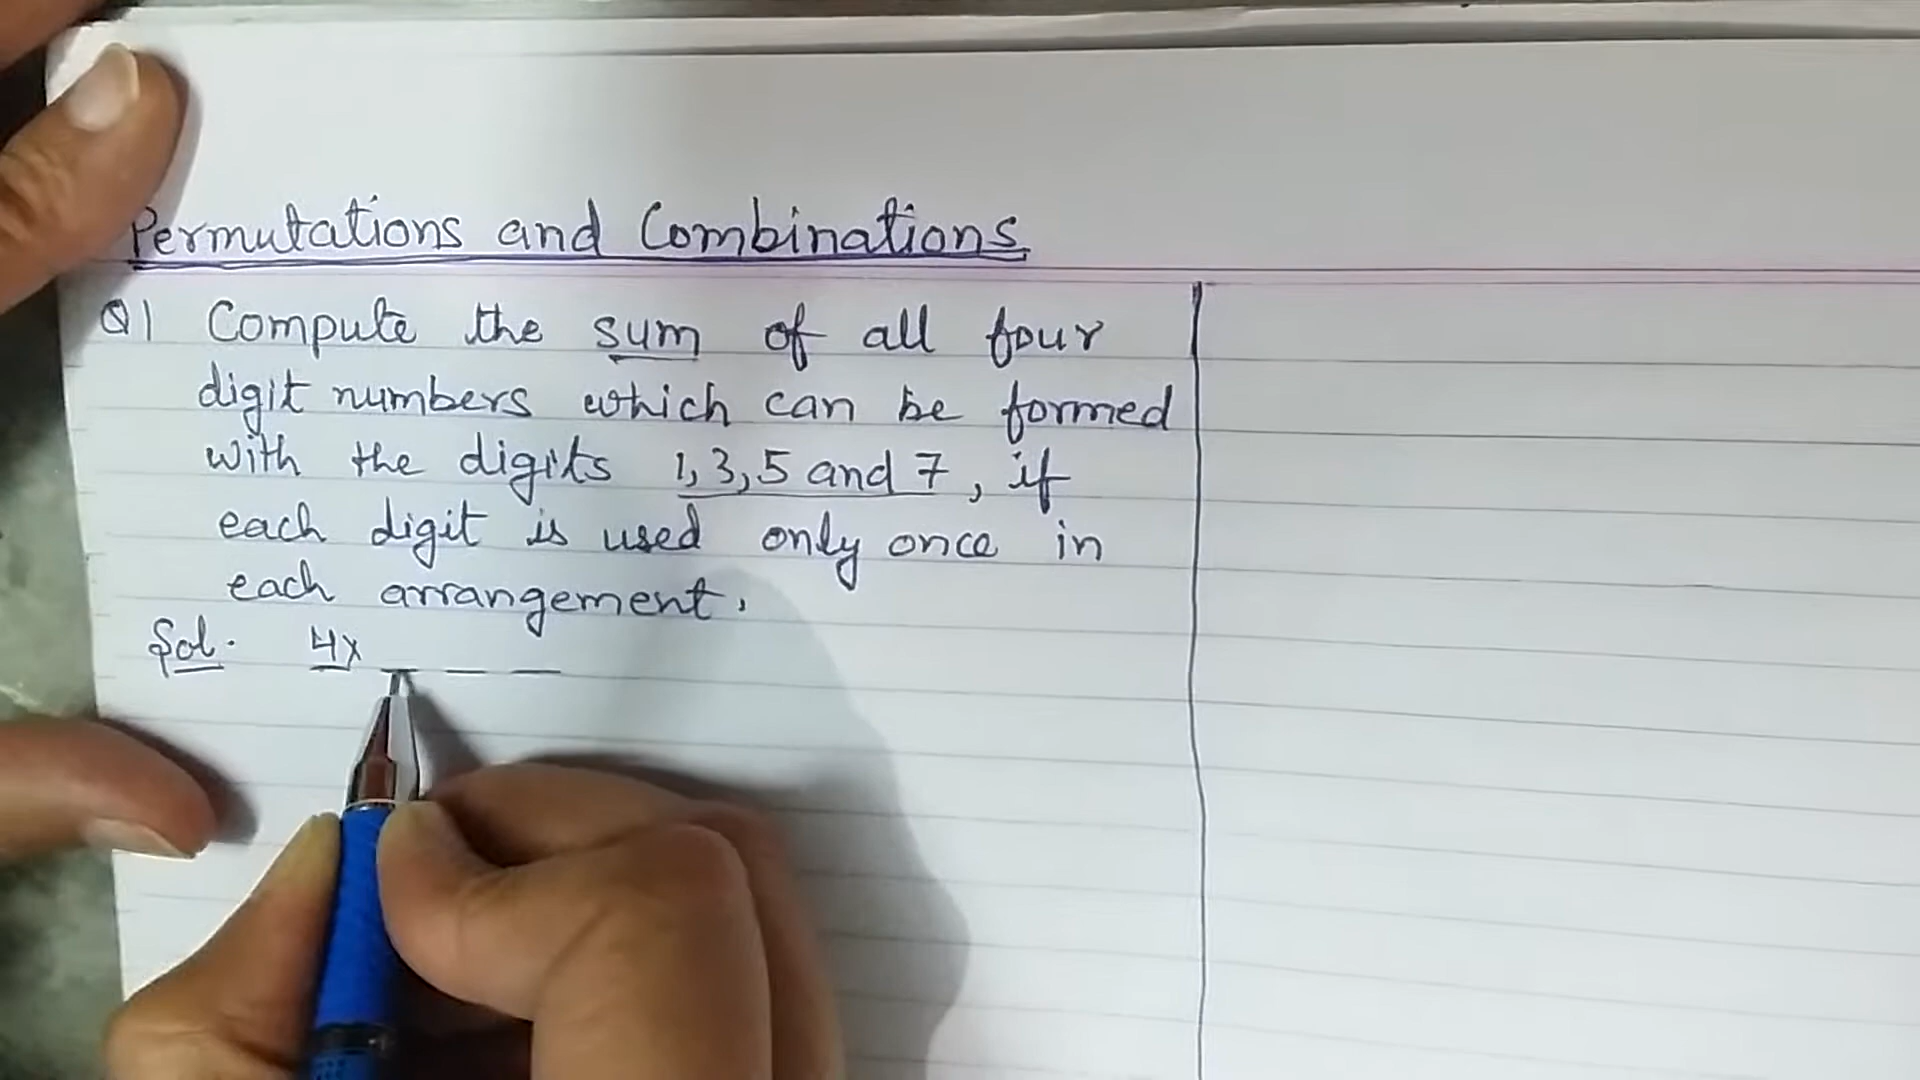 Permutations and Combinations
Q1 Compute the sum of all four
digit numbers which can be formed
with the digits 1, 3, 5 and 7, if
each digit is used only once in
each arrangement.
Sol. 4x _ _ _